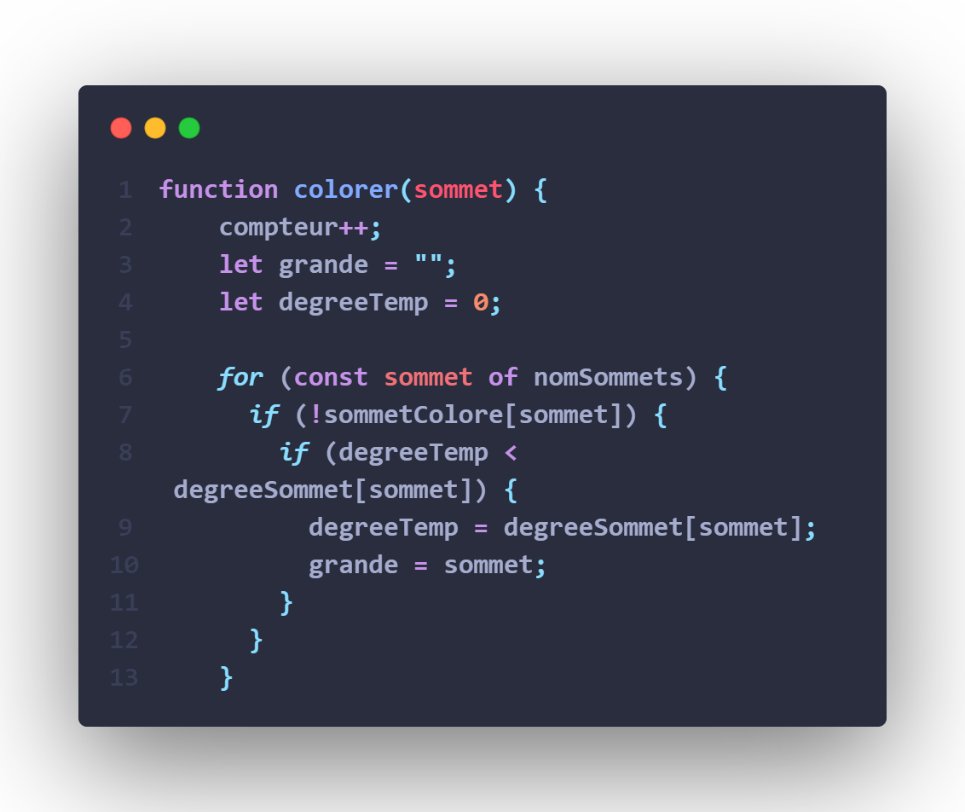 1 function colorer(sommet) {
2     compteur++;
3     let grande = "";
4     let degreeTemp = 0;
5
6     for (const sommet of nomSommets) {
7       if (!sommetColore[sommet]) {
8         if (degreeTemp <
degreeSommet[sommet]) {
9           degreeTemp = degreeSommet[sommet];
10           grande = sommet;
11         }
12       }
13     }